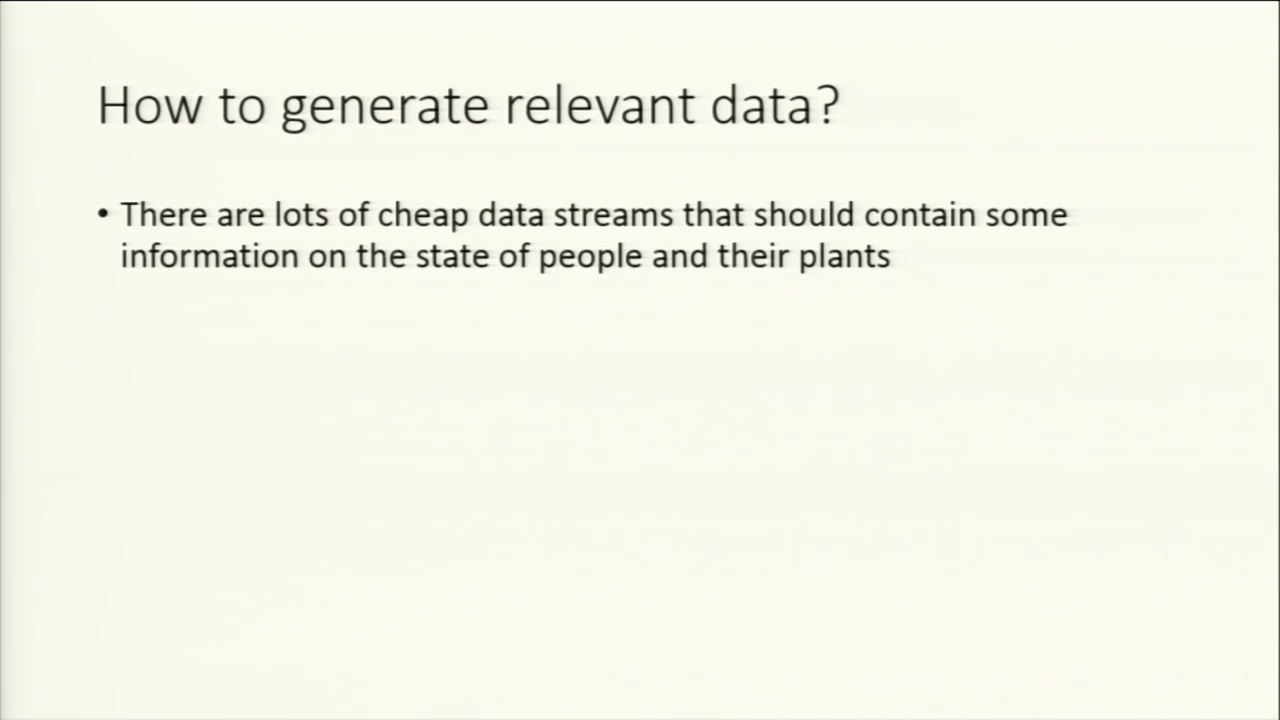 How to generate relevant data?
• There are lots of cheap data streams that should contain some
information on the state of people and their plants